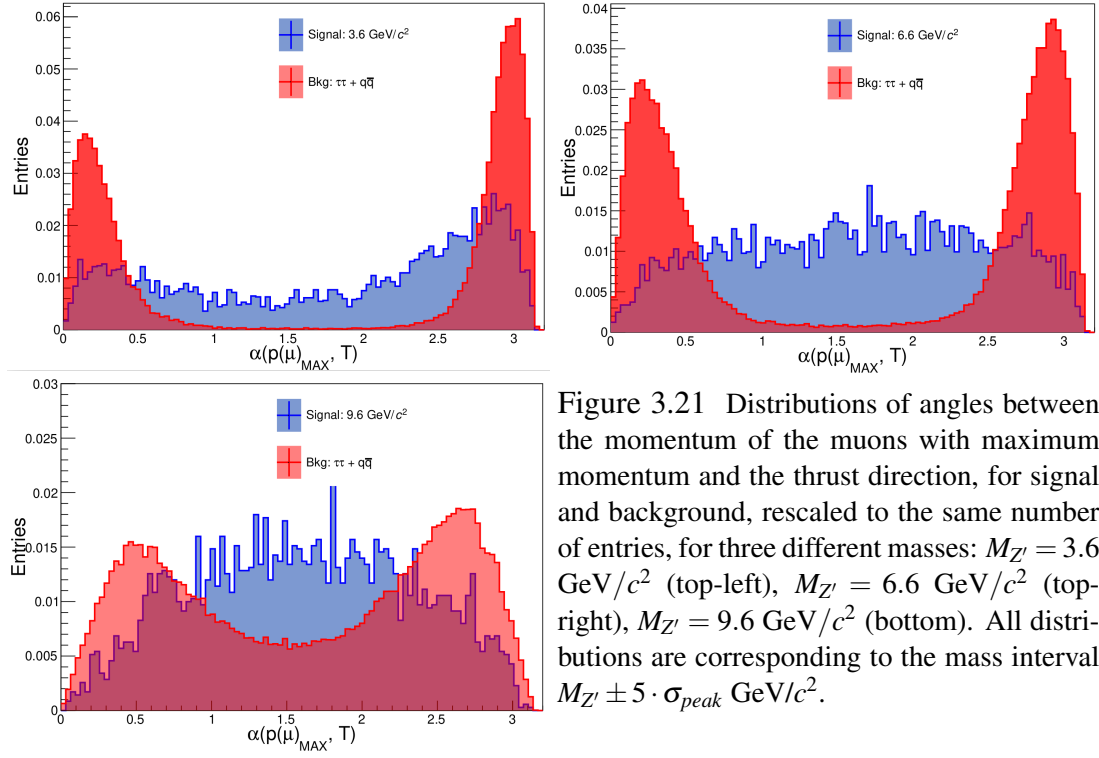 0.06
0.05
0.04
0.03
0.02
0.01
0
Entries
Signal: 3.6 GeV/c²
Bkg: ττ + qq̅
0 0.5 1 1.5 2 2.5 3
α(p(μ)MAX, T)
0.04
0.035
0.03
0.025
0.02
0.015
0.01
0.005
0
Entries
Signal: 6.6 GeV/c²
Bkg: ττ + qq̅
0 0.5 1 1.5 2 2.5 3
α(p(μ)MAX, T)
0.03
0.025
0.02
0.015
0.01
0.005
0
Entries
Signal: 9.6 GeV/c²
Bkg: ττ + qq̅
0 0.5 1 1.5 2 2.5 3
α(p(μ)MAX, T)
Figure 3.21 Distributions of angles between
the momentum of the muons with maximum
momentum and the thrust direction, for signal
and background, rescaled to the same number
of entries, for three different masses: M_Z′ = 3.6
GeV/c² (top-left), M_Z′ = 6.6 GeV/c² (top-
right), M_Z′ = 9.6 GeV/c² (bottom). All distri-
butions are corresponding to the mass interval
M_Z′ ± 5 · σ_peak GeV/c².